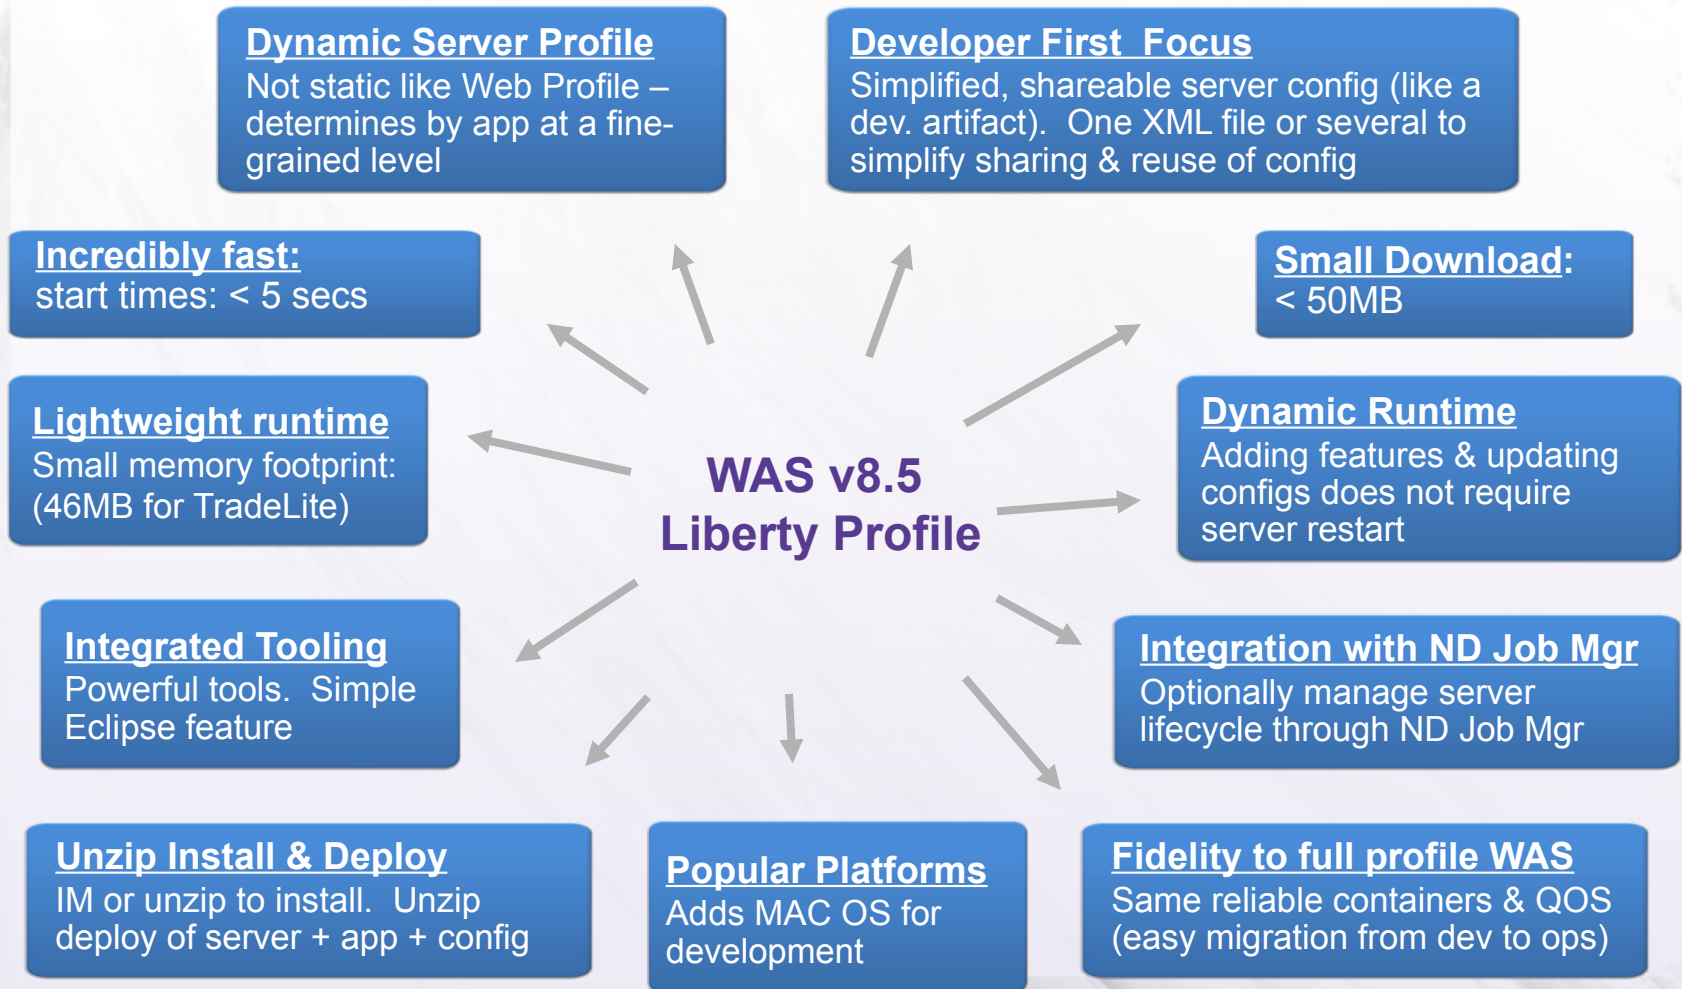 Dynamic Server Profile
Not static like Web Profile –
determines by app at a fine-
grained level
Developer First  Focus
Simplified, shareable server config (like a
dev. artifact).  One XML file or several to
simplify sharing & reuse of config
Incredibly fast:
start times: < 5 secs
Small Download:
< 50MB
Lightweight runtime
Small memory footprint:
(46MB for TradeLite)
Dynamic Runtime
Adding features & updating
configs does not require
server restart
WAS v8.5
Liberty Profile
Integrated Tooling
Powerful tools.  Simple
Eclipse feature
Integration with ND Job Mgr
Optionally manage server
lifecycle through ND Job Mgr
Unzip Install & Deploy
IM or unzip to install.  Unzip
deploy of server + app + config
Popular Platforms
Adds MAC OS for
development
Fidelity to full profile WAS
Same reliable containers & QOS
(easy migration from dev to ops)